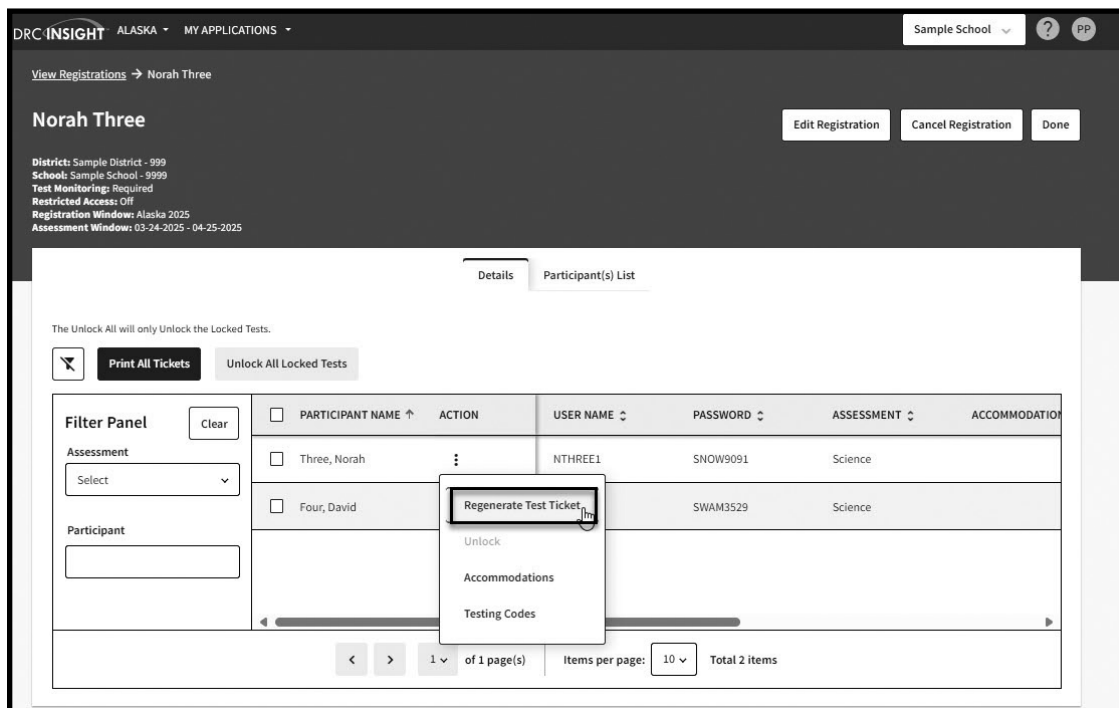 DRC INSIGHT ALASKA MY APPLICATIONS Sample School ? PP
View Registrations → Norah Three
Norah Three
Edit Registration Cancel Registration Done
District: Sample District - 999
School: Sample School - 9999
Test Monitoring: Required
Restricted Access: Off
Registration Window: Alaska 2025
Assessment Window: 03-24-2025 - 04-25-2025
Details Participant(s) List
The Unlock All will only Unlock the Locked Tests.
Print All Tickets Unlock All Locked Tests
Filter Panel Clear
Assessment
Select
Participant
PARTICIPANT NAME ↑ ACTION USER NAME PASSWORD ASSESSMENT ACCOMMODATION
Three, Norah NTHREE1 SNOW9091 Science
Four, David SWAM3529 Science
Regenerate Test Ticket
Unlock
Accommodations
Testing Codes
< > 1 of 1 page(s) Items per page: 10 Total 2 items